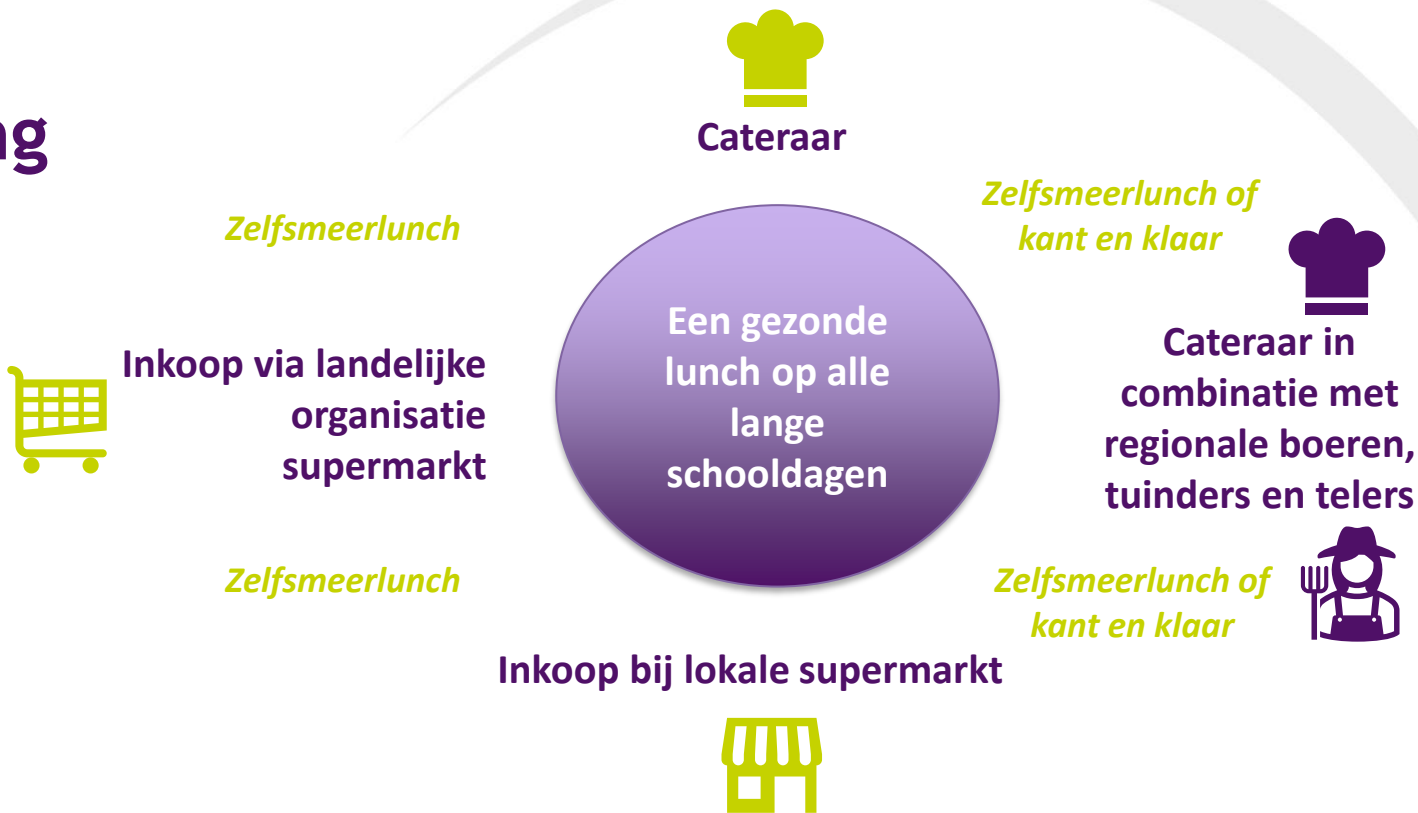 ng
Cateraar
Zelfsmeerlunch
Zelfsmeerlunch of
kant en klaar
Inkoop via landelijke
organisatie
supermarkt
Een gezonde
lunch op alle
lange
schooldagen
Cateraar in
combinatie met
regionale boeren,
tuinders en telers
Zelfsmeerlunch
Zelfsmeerlunch of
kant en klaar
Inkoop bij lokale supermarkt